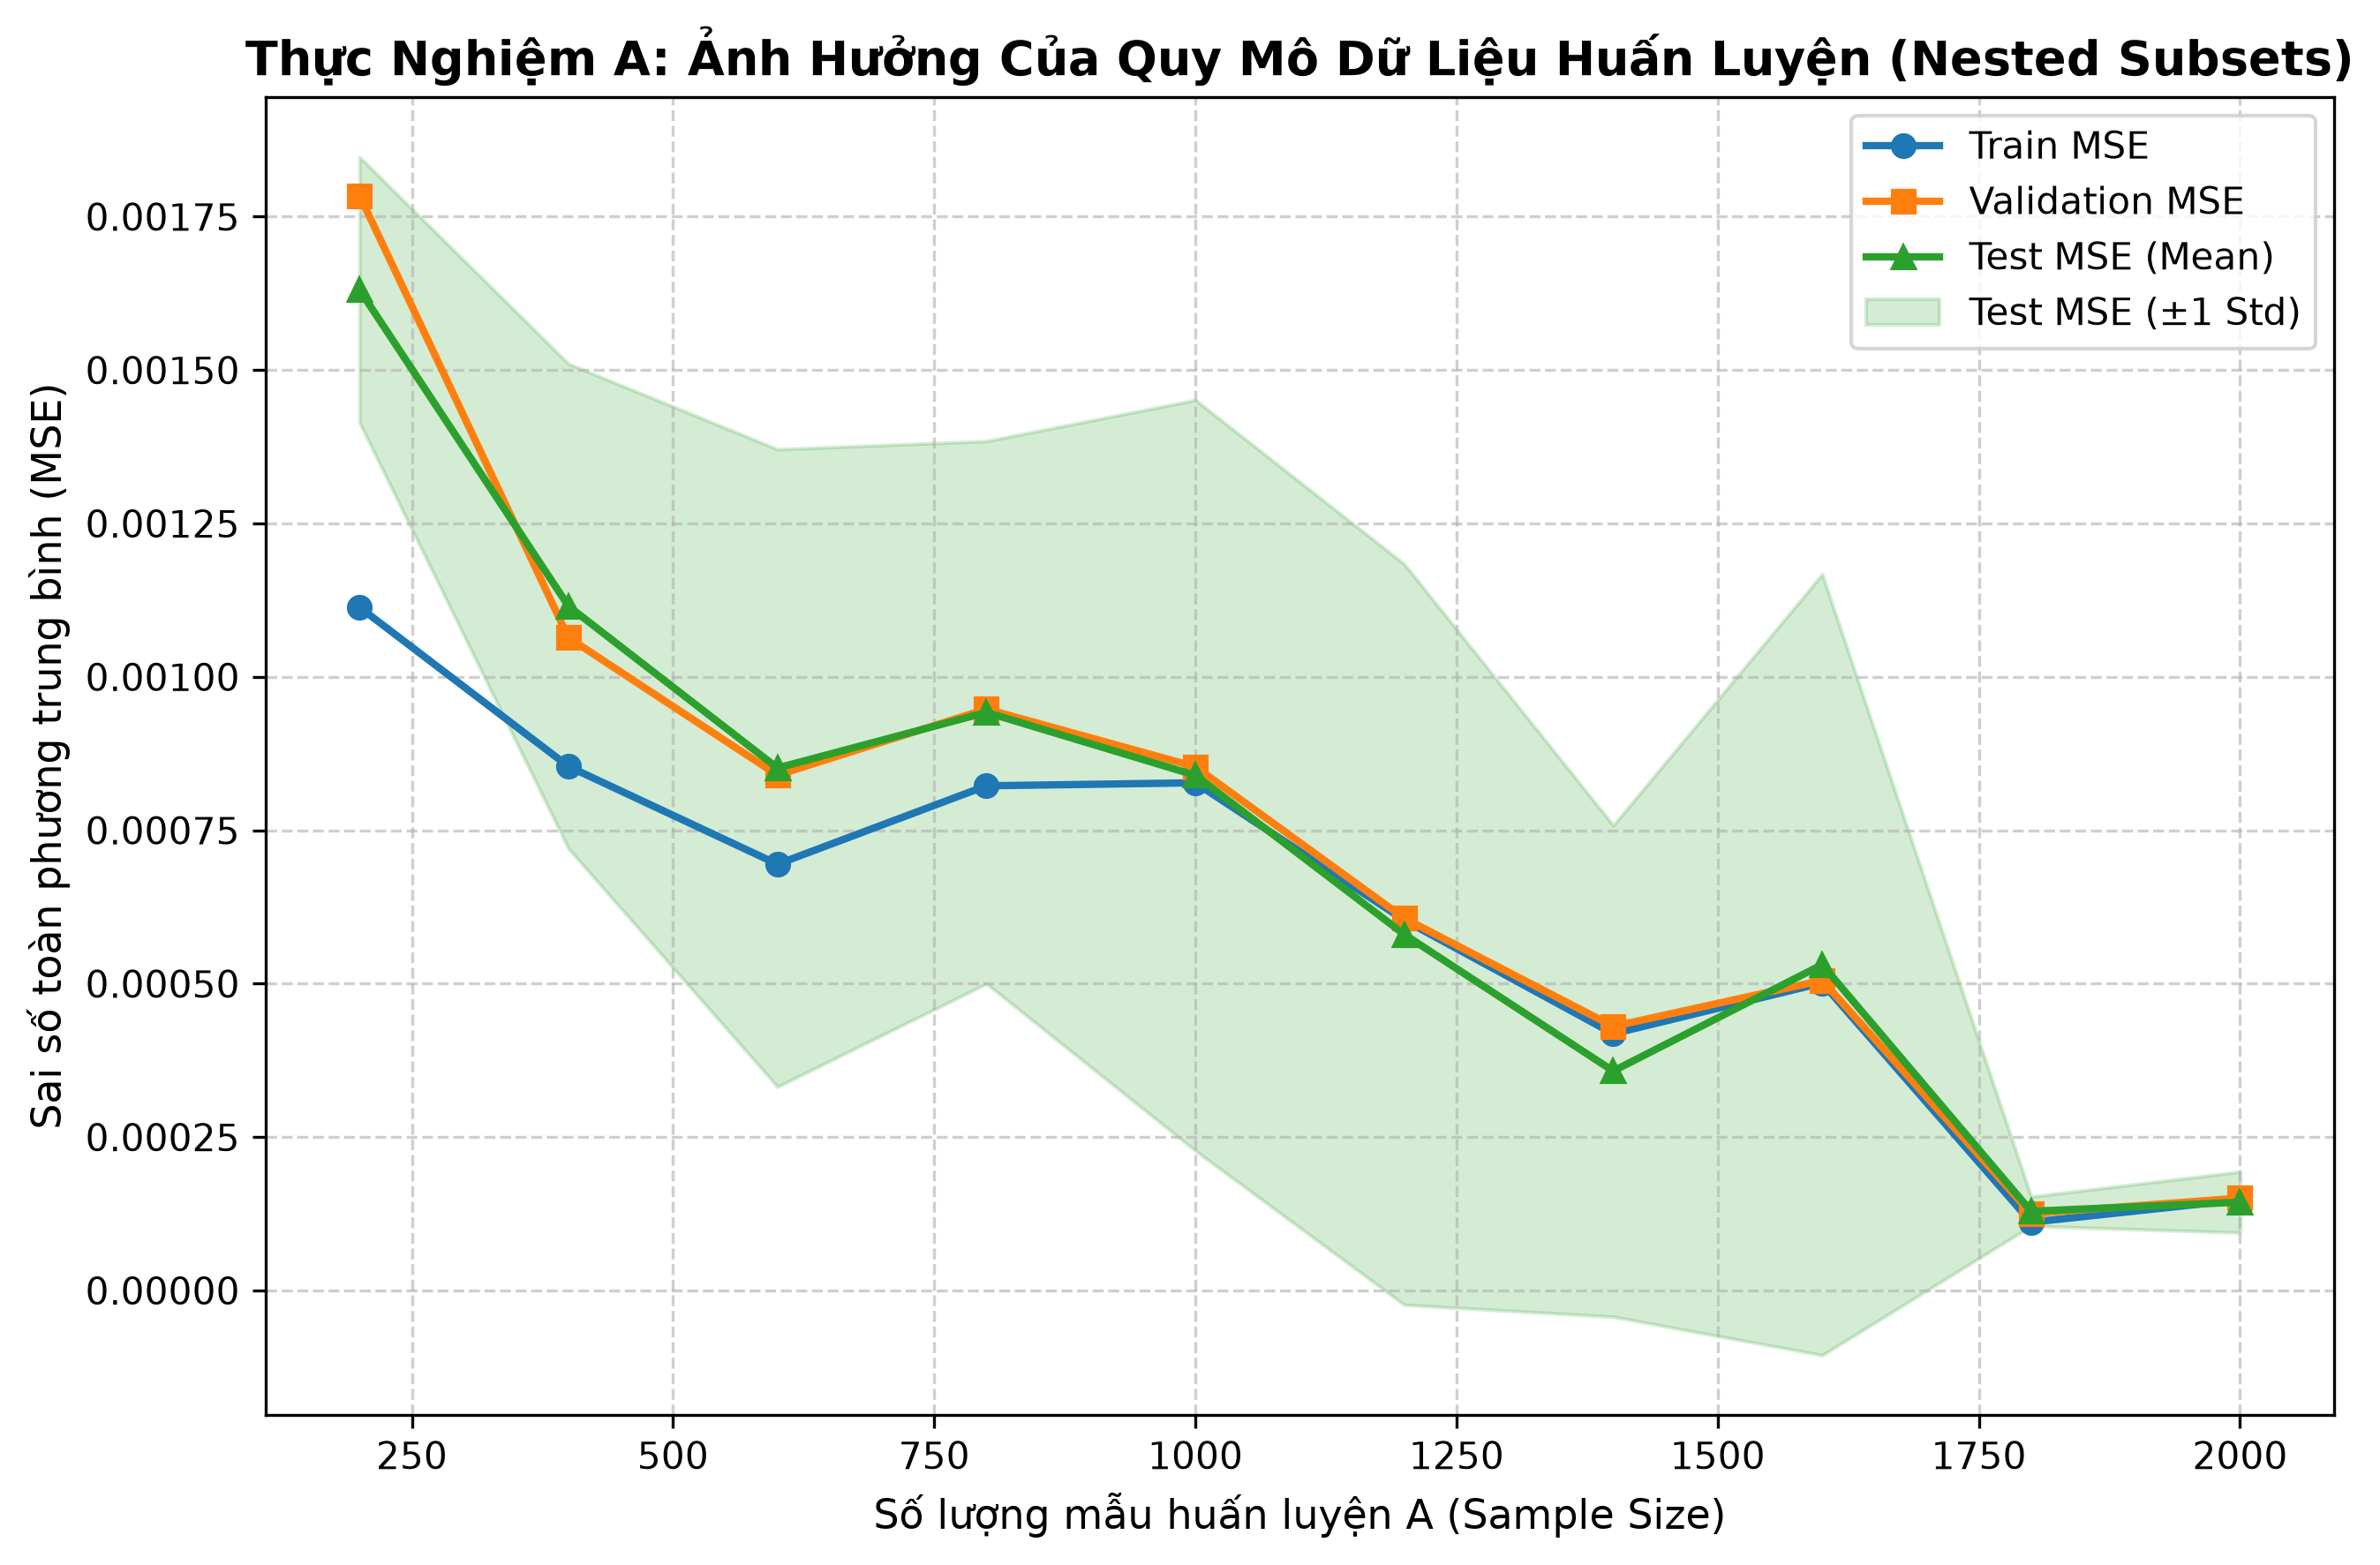 Thực Nghiệm A: Ảnh Hưởng Của Quy Mô Dữ Liệu Huấn Luyện (Nested Subsets)
Train MSE
Validation MSE
Test MSE (Mean)
Test MSE (±1 Std)
Sai số toàn phương trung bình (MSE)
0.00175
0.00150
0.00125
0.00100
0.00075
0.00050
0.00025
0.00000
250 500 750 1000 1250 1500 1750 2000
Số lượng mẫu huấn luyện A (Sample Size)